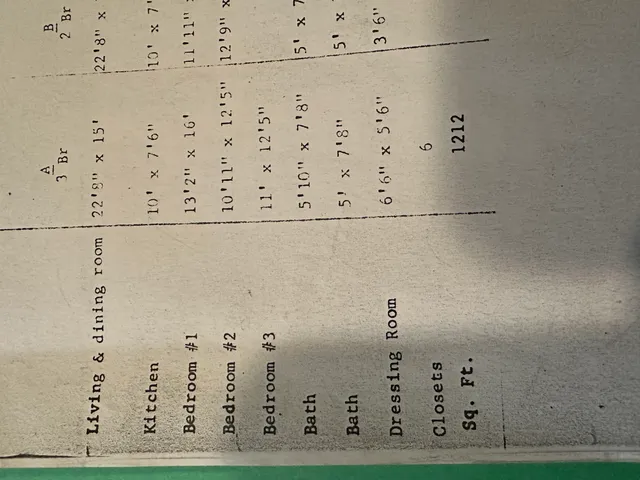 A B
3 Br 2 Br
Living & dining room 22'8" x 15' 22'8" x
Kitchen 10' x 7'6" 10' x 7'
Bedroom #1 13'2" x 16' 11'11"
Bedroom #2 10'11" x 12'5" 12'9" x
Bedroom #3 11' x 12'5"
Bath 5'10" x 7'8" 5' x 7
Bath 5' x 7'8" 5' x
Dressing Room 6'6" x 5'6" 3'6"
Closets 6
Sq. Ft. 1212